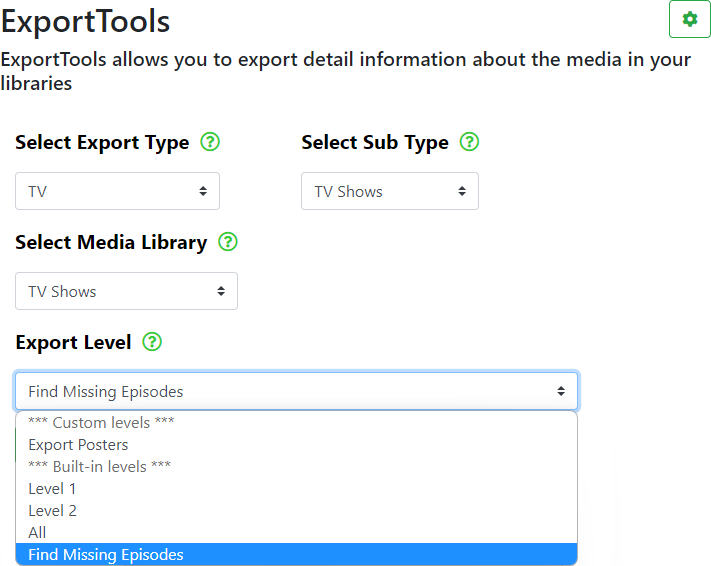 ExportTools
ExportTools allows you to export detail information about the media in your
libraries
Select Export Type
Select Sub Type
TV
TV Shows
Select Media Library
TV Shows
Export Level
Find Missing Episodes
*** Custom levels ***
Export Posters
*** Built-in levels ***
Level 1
Level 2
All
Find Missing Episodes